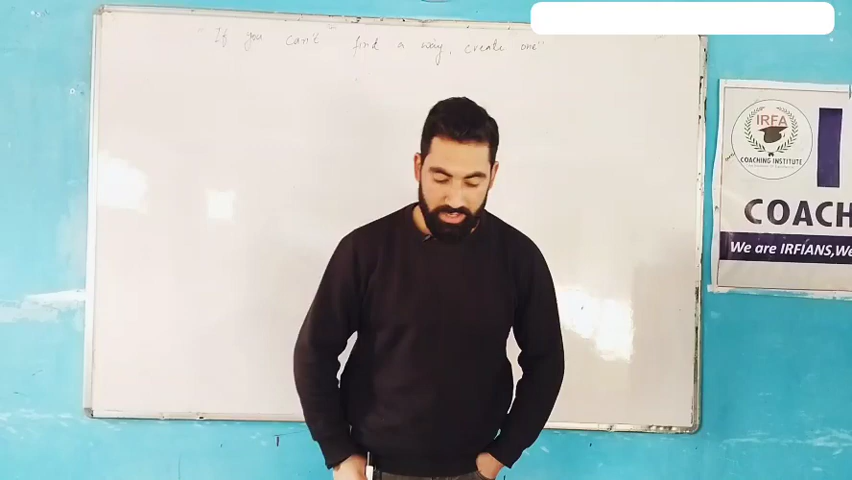 "If you can't find a way, create one"
IRFA
COACHING INSTITUTE
COACH
We are IRFIANS,We